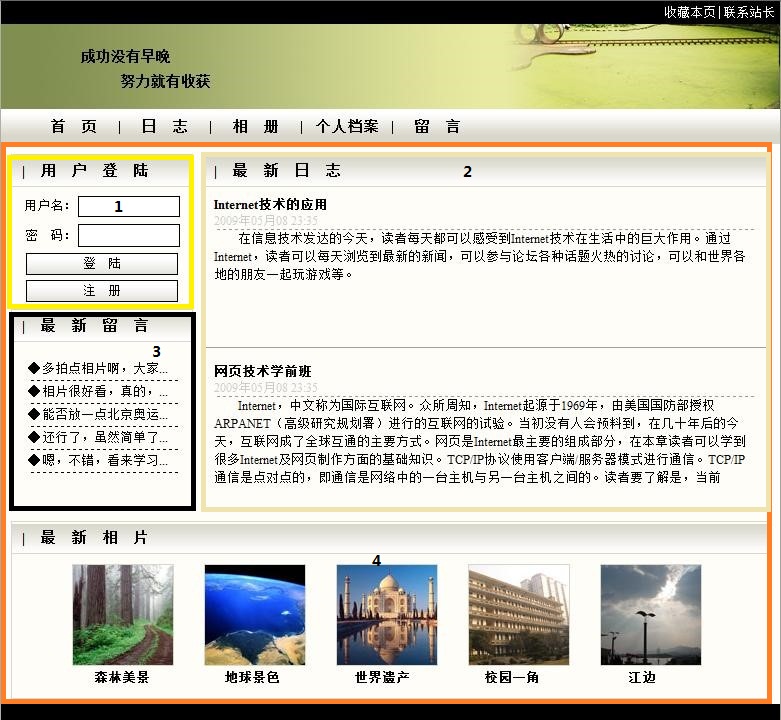 收藏本页|联系站长
成功没有早晚
努力就有收获
首 页 | 日 志 | 相 册 | 个人档案 | 留 言
| 用 户 登 陆
用户名： 1
密 码：
登 陆
注 册
| 最 新 日 志 2
Internet技术的应用
2009年05月08 23:35
在信息技术发达的今天，读者每天都可以感受到Internet技术在生活中的巨大作用。通过
Internet，读者可以每天浏览到最新的新闻，可以参与论坛各种话题火热的讨论，可以和世界各
地的朋友一起玩游戏等。
网页技术学前班
2009年05月08 23:35
Internet，中文称为国际互联网。众所周知，Internet起源于1969年，由美国国防部授权
ARPANET（高级研究规划署）进行的互联网的试验。当初没有人会预料到，在几十年后的今
天，互联网成了全球互通的主要方式。网页是Internet最主要的组成部分，在本章读者可以学到
很多Internet及网页制作方面的基础知识。TCP/IP协议使用客户端/服务器模式进行通信。TCP/IP
通信是点对点的，即通信是网络中的一台主机与另一台主机之间的。读者要了解是，当前
| 最 新 留 言
3
◆多拍点相片啊，大家...
◆相片很好看，真的，...
◆能否放一点北京奥运...
◆还行了，虽然简单了...
◆嗯，不错，看来学习...
| 最 新 相 片
4
森林美景 地球景色 世界遗产 校园一角 江边